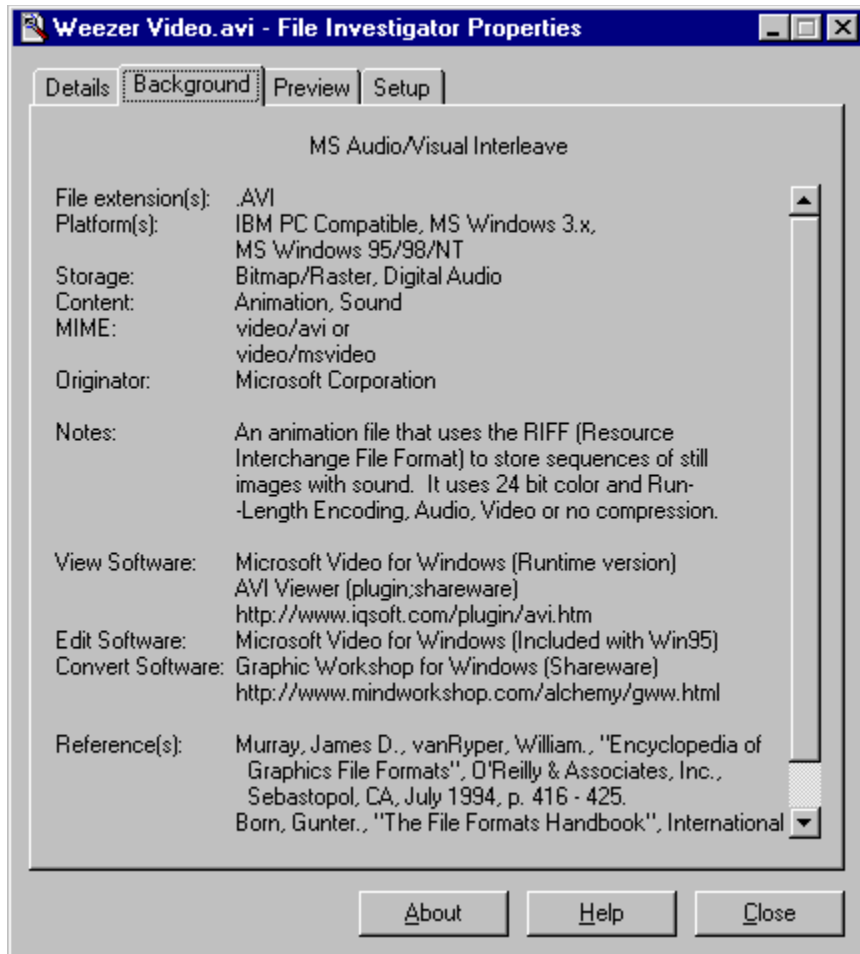 Weezer Video.avi - File Investigator Properties
Details Background Preview Setup
MS Audio/Visual Interleave
File extension(s): .AVI
Platform(s): IBM PC Compatible, MS Windows 3.x,
MS Windows 95/98/NT
Storage: Bitmap/Raster, Digital Audio
Content: Animation, Sound
MIME: video/avi or
video/msvideo
Originator: Microsoft Corporation
Notes: An animation file that uses the RIFF (Resource
Interchange File Format) to store sequences of still
images with sound. It uses 24 bit color and Run-
-Length Encoding, Audio, Video or no compression.
View Software: Microsoft Video for Windows (Runtime version)
AVI Viewer (plugin;shareware)
http://www.iqsoft.com/plugin/avi.htm
Edit Software: Microsoft Video for Windows (Included with Win95)
Convert Software: Graphic Workshop for Windows (Shareware)
http://www.mindworkshop.com/alchemy/gww.html
Reference(s): Murray, James D., vanRyper, William., "Encyclopedia of
Graphics File Formats", O'Reilly & Associates, Inc.,
Sebastopol, CA, July 1994, p. 416 - 425.
Born, Gunter., "The File Formats Handbook", International
About Help Close